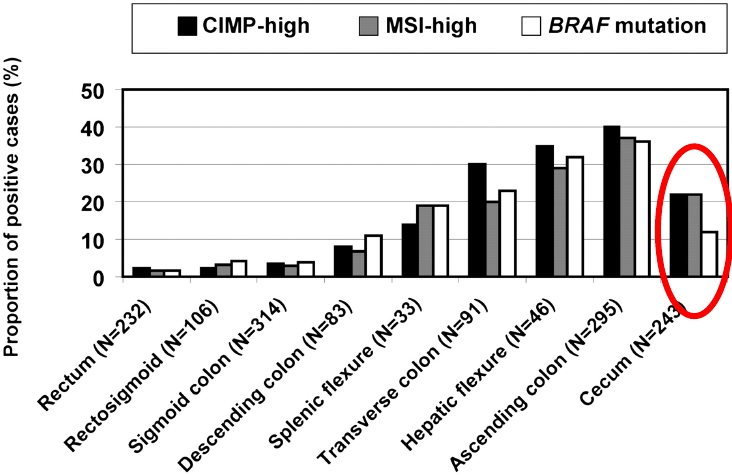 CIMP-high MSI-high BRAF mutation
Proportion of positive cases (%)
50
40
30
20
10
0
Rectum (N=232)
Rectosigmoid (N=106)
Sigmoid colon (N=314)
Descending colon (N=83)
Splenic flexure (N=33)
Transverse colon (N=91)
Hepatic flexure (N=46)
Ascending colon (N=295)
Cecum (N=243)